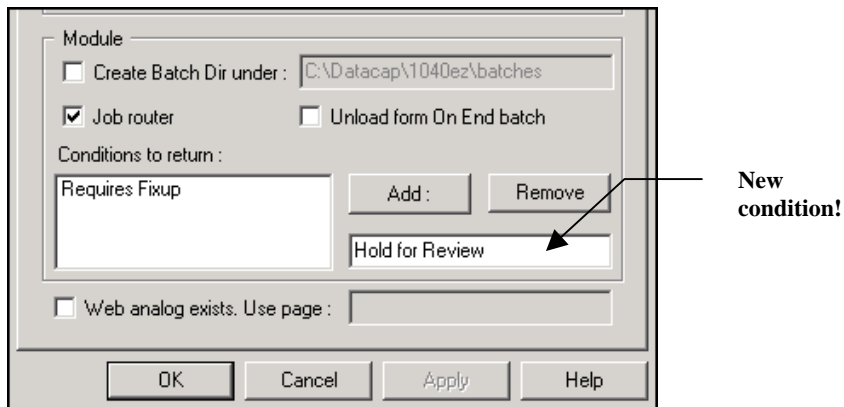 Module
Create Batch Dir under :
C:\Datacap\1040ez\batches
Job router
Unload form On End batch
Conditions to return :
Requires Fixup
Add :
Remove
New
condition!
Hold for Review
Web analog exists. Use page :
OK
Cancel
Apply
Help